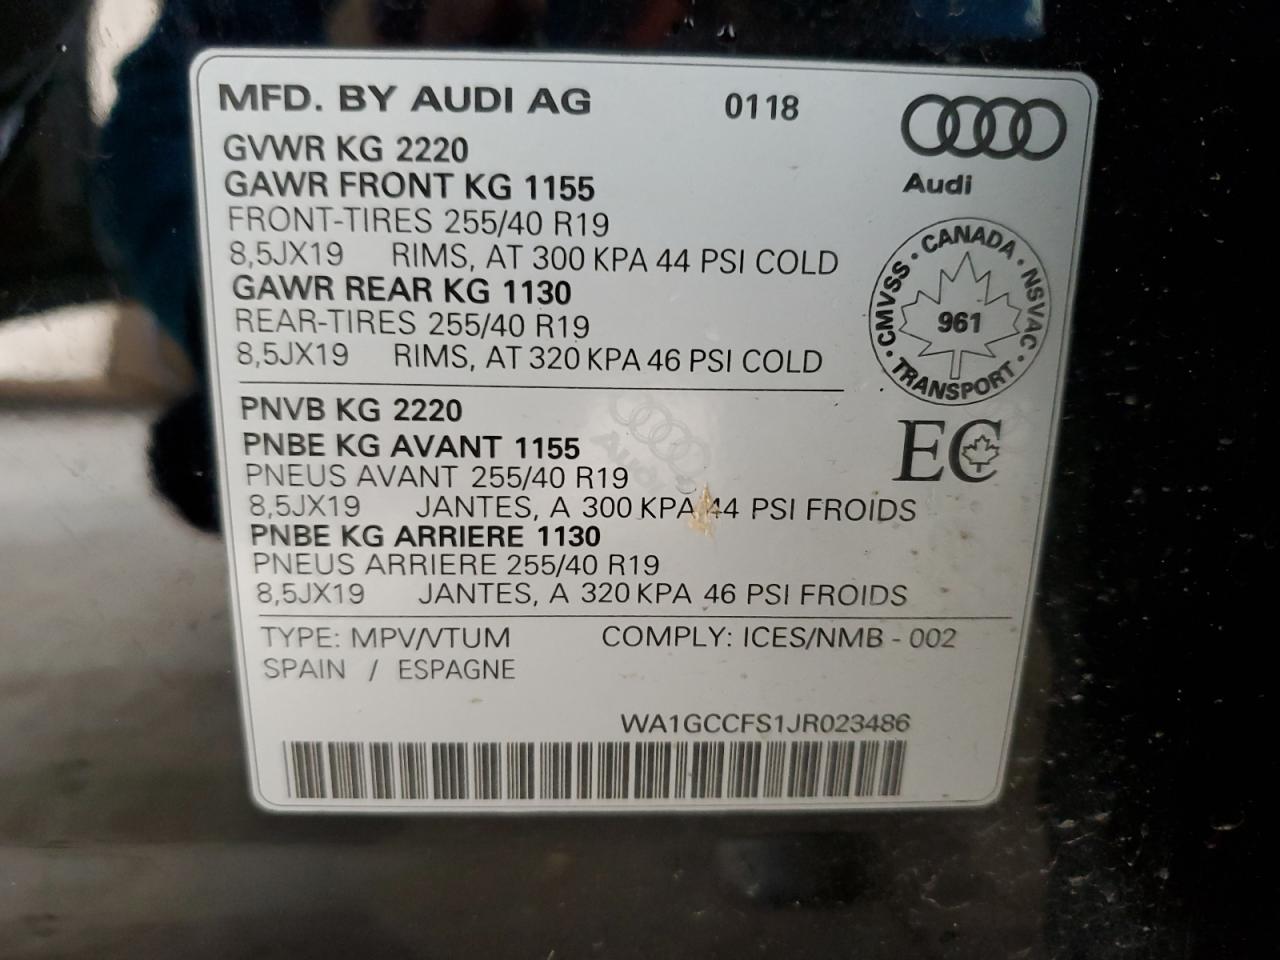 MFD. BY AUDI AG 0118
Audi
GVWR KG 2220
GAWR FRONT KG 1155
FRONT-TIRES 255/40 R19
8,5JX19 RIMS, AT 300 KPA 44 PSI COLD
GAWR REAR KG 1130
REAR-TIRES 255/40 R19
8,5JX19 RIMS, AT 320 KPA 46 PSI COLD
CANADA · NSVAC · TRANSPORT · CMVSS ·
961
PNVB KG 2220
PNBE KG AVANT 1155
PNEUS AVANT 255/40 R19
8,5JX19 JANTES, A 300 KPA 44 PSI FROIDS
PNBE KG ARRIERE 1130
PNEUS ARRIERE 255/40 R19
8,5JX19 JANTES, A 320 KPA 46 PSI FROIDS
EC
Audi
TYPE: MPV/VTUM COMPLY: ICES/NMB - 002
SPAIN / ESPAGNE
WA1GCCFS1JR023486